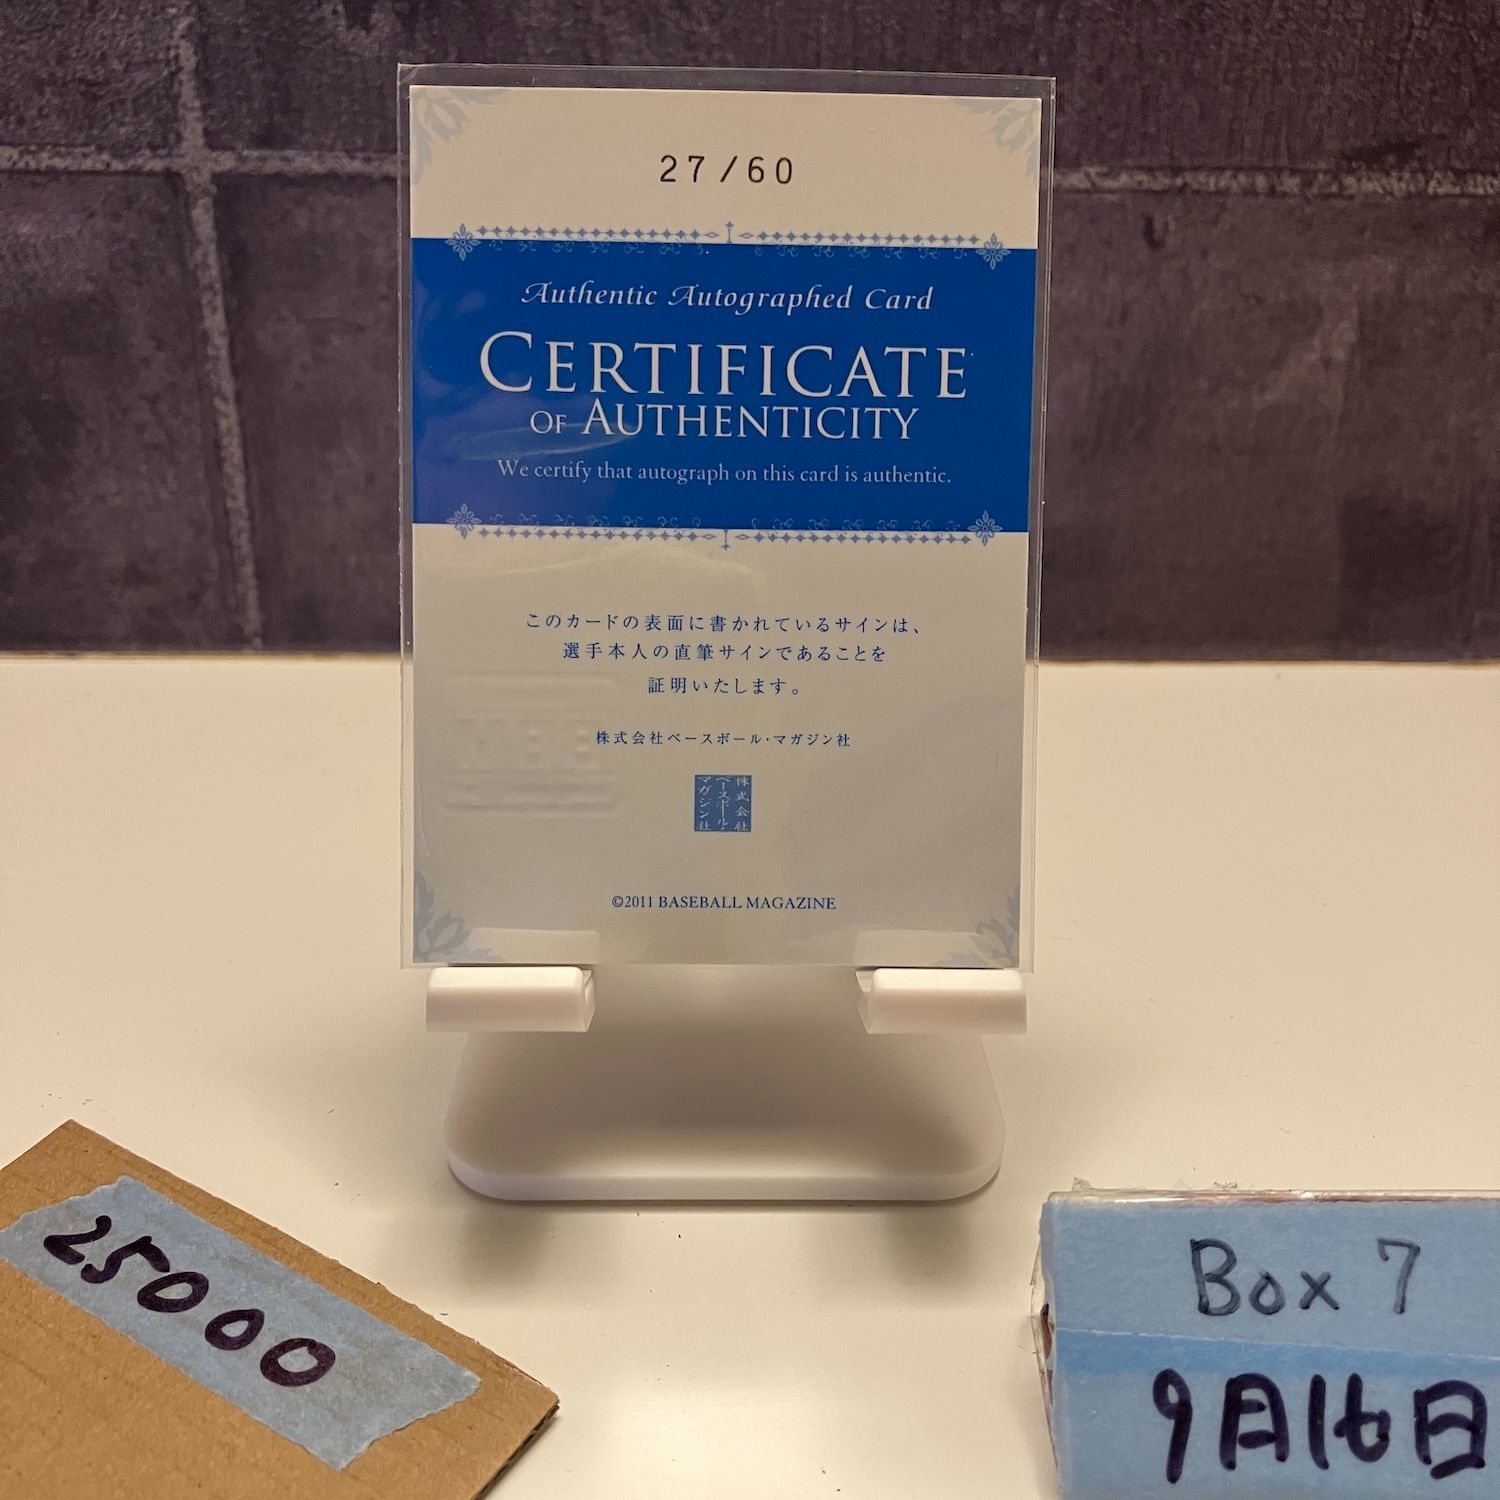 27/60
Authentic Autographed Card
CERTIFICATE
OF AUTHENTICITY
We certify that autograph on this card is authentic.
このカードの表面に書かれているサインは、
選手本人の直筆サインであることを
証明いたします。
株式会社ベースボール・マガジン社
株式会社
ベースボール・
マガジン社
©2011 BASEBALL MAGAZINE
25000
Box 7
9月16日